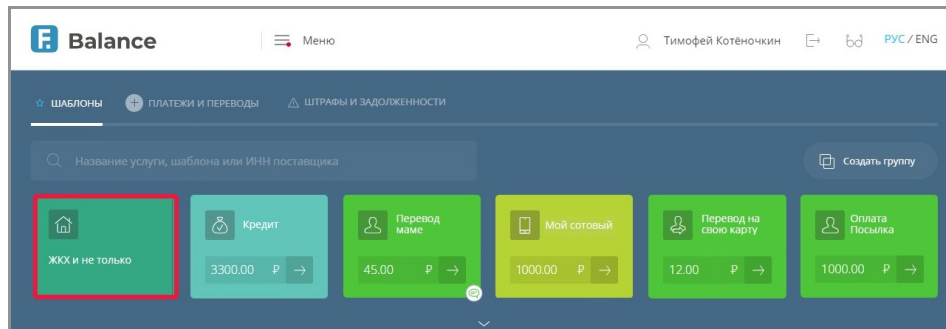 F. Balance
Меню
Тимофей Котёночкин
РУС / ENG
ШАБЛОНЫ
ПЛАТЕЖИ И ПЕРЕВОДЫ
ШТРАФЫ И ЗАДОЛЖЕННОСТИ
Название услуги, шаблона или ИНН поставщика
Создать группу
ЖКХ и не только
Кредит
3300.00 ₽ →
Перевод
маме
45.00 ₽ →
Мой сотовый
1000.00 ₽ →
Перевод на
свою карту
12.00 ₽ →
Оплата
Посылка
1000.00 ₽ →